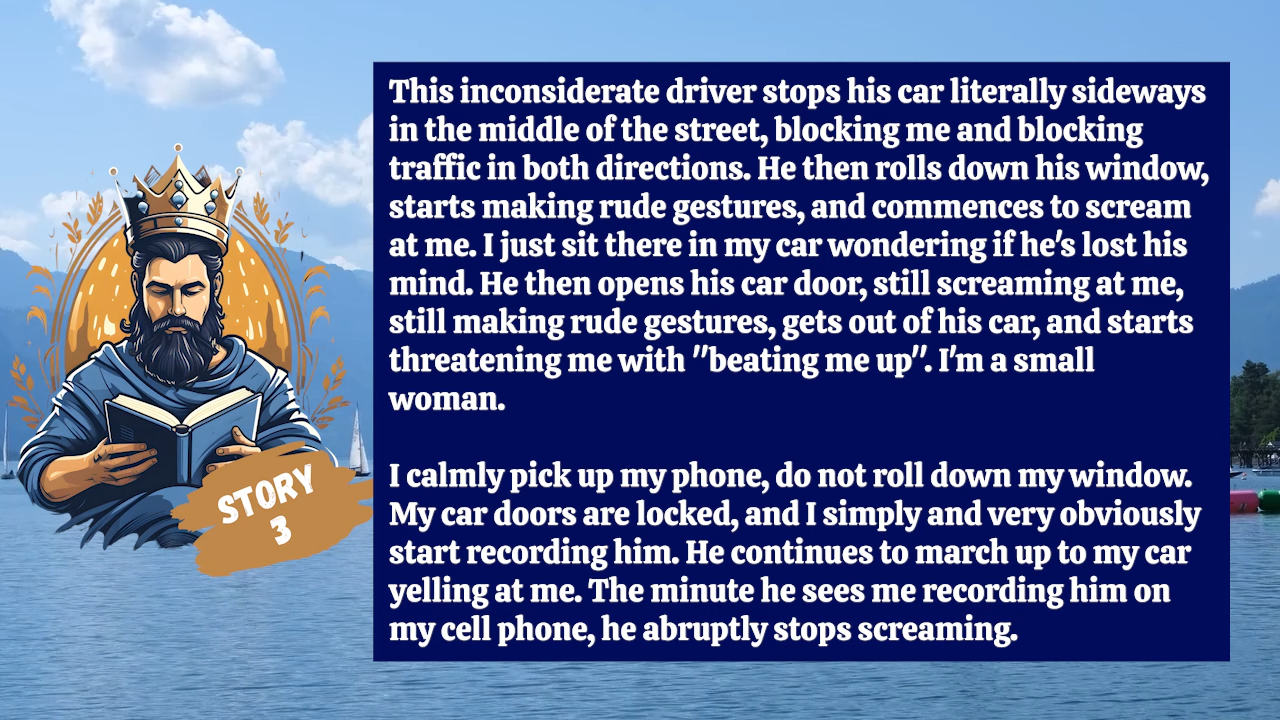 This inconsiderate driver stops his car literally sideways
in the middle of the street, blocking me and blocking
traffic in both directions. He then rolls down his window,
starts making rude gestures, and commences to scream
at me. I just sit there in my car wondering if he's lost his
mind. He then opens his car door, still screaming at me,
still making rude gestures, gets out of his car, and starts
threatening me with "beating me up". I'm a small
woman.
I calmly pick up my phone, do not roll down my window.
My car doors are locked, and I simply and very obviously
start recording him. He continues to march up to my car
yelling at me. The minute he sees me recording him on
my cell phone, he abruptly stops screaming.
STORY
3